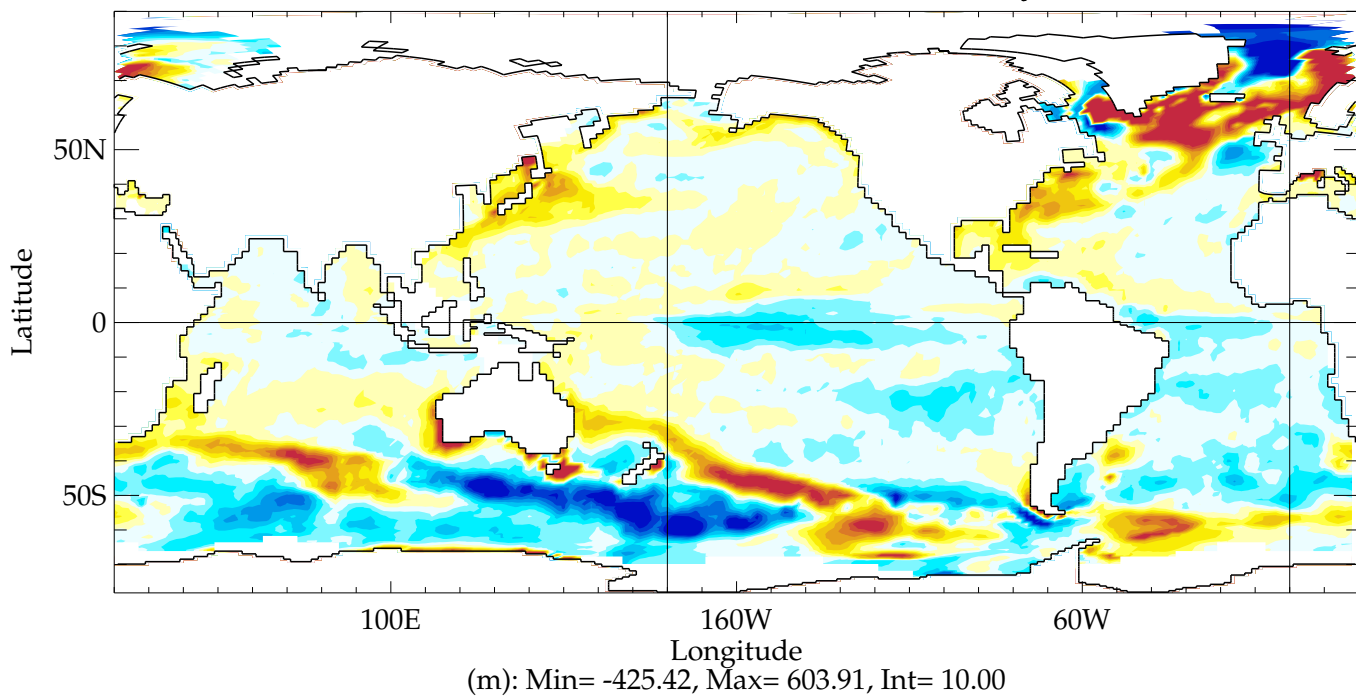 50N
0
50S
Latitude
100E
160W
60W
Longitude
(m): Min= -425.42, Max= 603.91, Int= 10.00